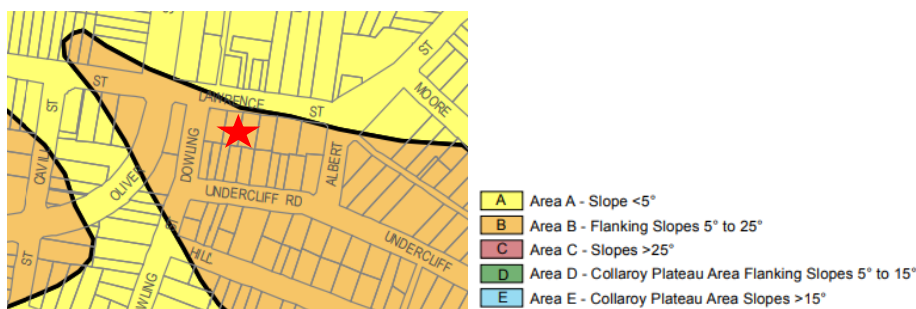 ST
ST
LAWRENCE
ST
ST
MOORE
CAVILL
ST
OLIVER
DOWLING
ST
ALBERT
UNDERCLIFF RD
UNDERCLIFF
HILL
DOWLING
A Area A - Slope <5°
B Area B - Flanking Slopes 5° to 25°
C Area C - Slopes >25°
D Area D - Collaroy Plateau Area Flanking Slopes 5° to 15°
E Area E - Collaroy Plateau Area Slopes >15°